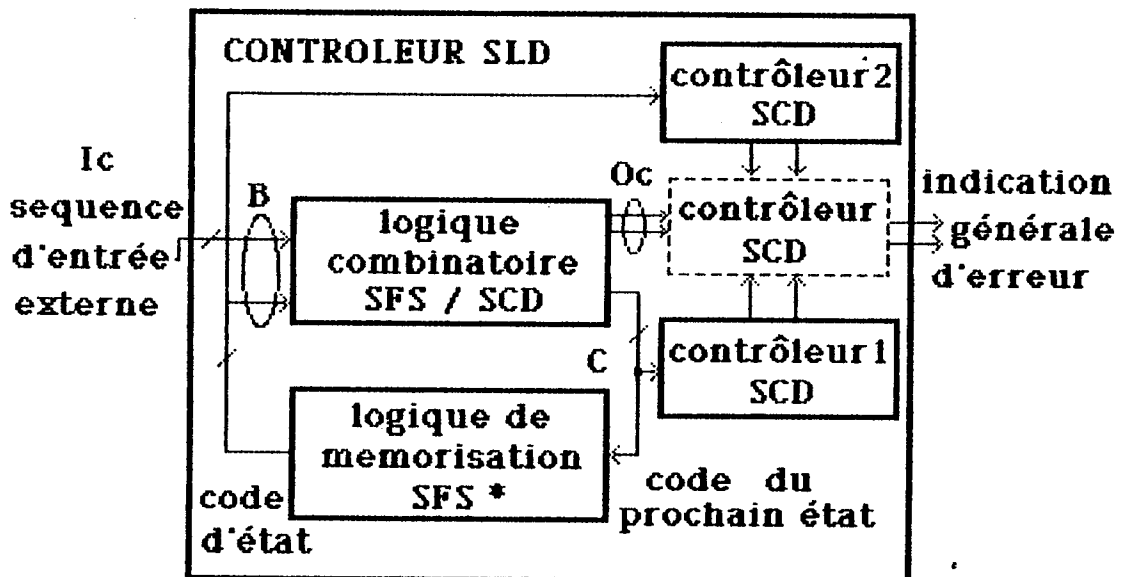 CONTROLEUR SLD
contrôleur 2
SCD
Ic
sequence
d'entrée
externe
B
logique
combinatoire
SFS / SCD
Oc
contrôleur
SCD
indication
générale
d'erreur
C
contrôleur 1
SCD
logique de
memorisation
SFS *
code
d'état
code du
prochain état